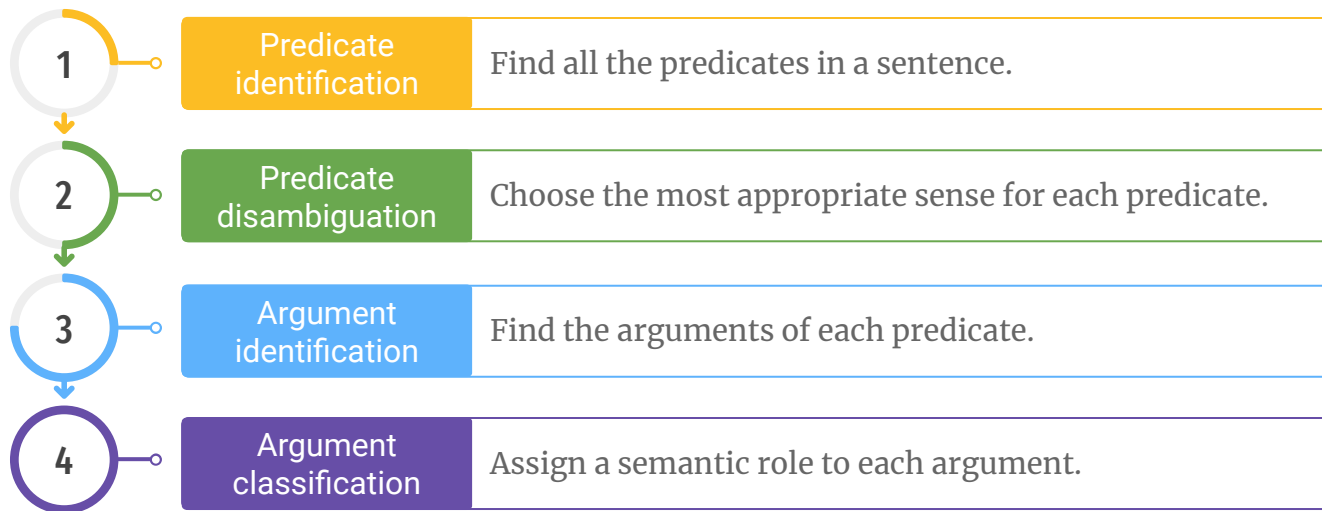 1
Predicate
identification
Find all the predicates in a sentence.
2
Predicate
disambiguation
Choose the most appropriate sense for each predicate.
3
Argument
identification
Find the arguments of each predicate.
4
Argument
classification
Assign a semantic role to each argument.